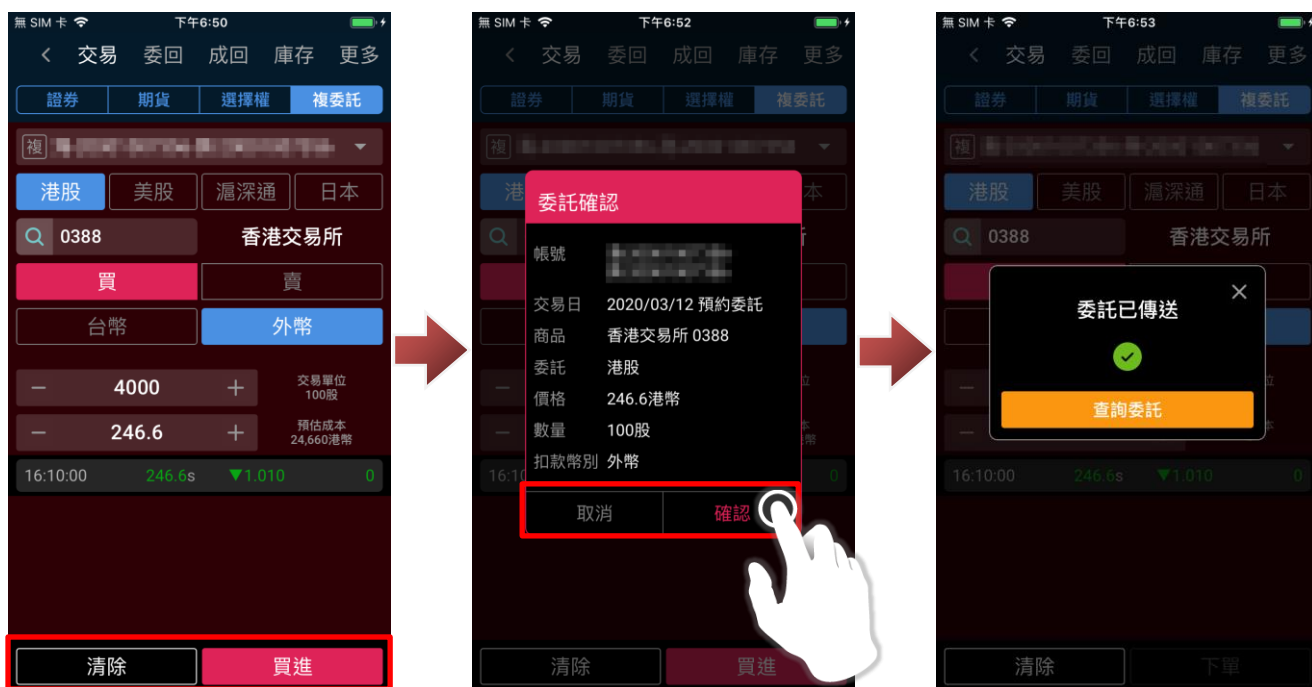 無 SIM 卡 下午6:50
< 交易 委回 成回 庫存 更多
證券 期貨 選擇權 複委託
複
港股 美股 滬深通 日本
0388 香港交易所
買 賣
台幣 外幣
− 4000 + 交易單位
100股
− 246.6 + 預估成本
24,660港幣
16:10:00 246.6s ▼1.010 0
清除 買進
無 SIM 卡 下午6:52
< 交易 委回 成回 庫存 更多
證券 期貨 選擇權 複委託
複
港 本
委託確認
帳號
交易日 2020/03/12 預約委託
商品 香港交易所 0388
委託 港股
價格 246.6港幣
數量 100股
扣款幣別 外幣
16:10 0
取消 確認
清除 買進
無 SIM 卡 下午6:53
< 交易 委回 成回 庫存 更多
證券 期貨 選擇權 複委託
複
港股 美股 滬深通 日本
0388 香港交易所
委託已傳送
查詢委託
16:10:00 246.6s ▼1.010 0
清除 下單